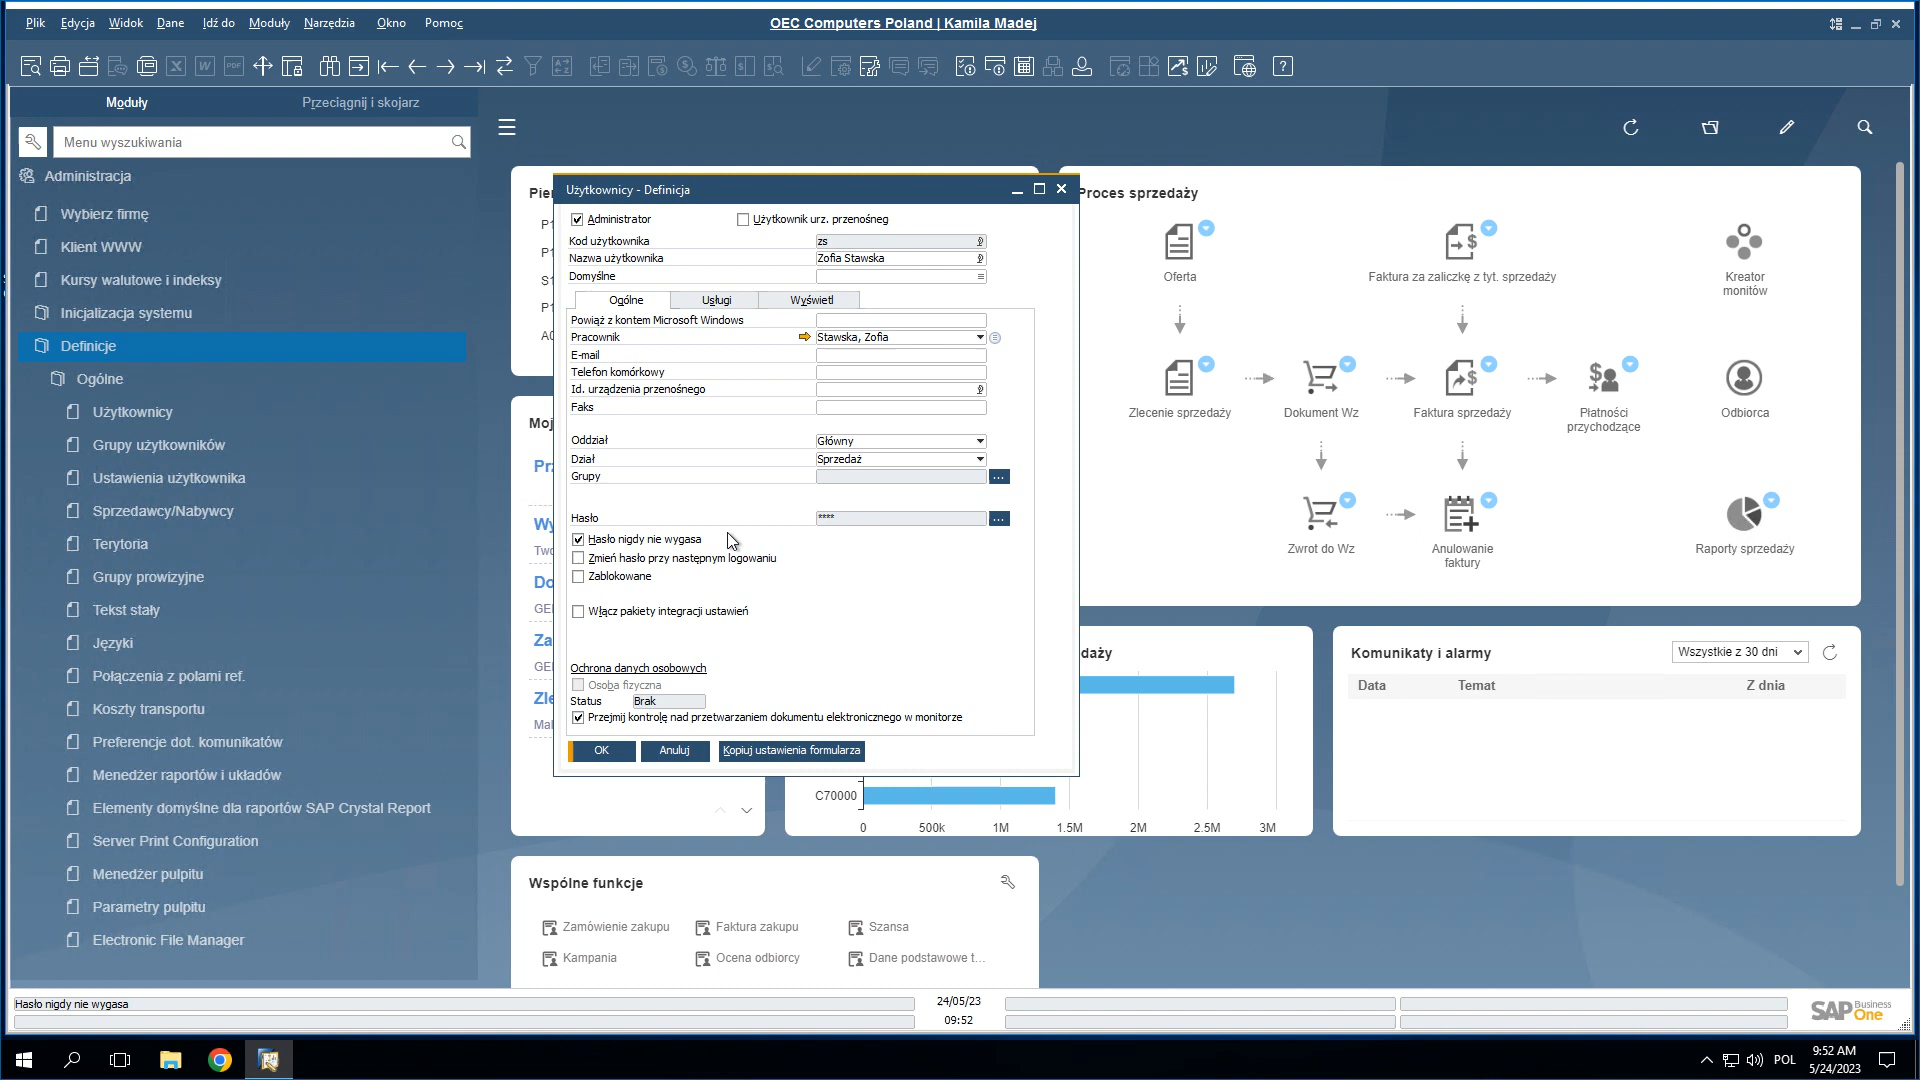 Plik Edycja Widok Dane Idź do Moduły Narzędzia Okno Pomoc
OEC Computers Poland | Kamila Madej
Moduły
Przeciągnij i skojarz
Menu wyszukiwania
Administracja
Wybierz firmę
Klient WWW
Kursy walutowe i indeksy
Inicjalizacja systemu
Definicje
Ogólne
Użytkownicy
Grupy użytkowników
Ustawienia użytkownika
Sprzedawcy/Nabywcy
Terytoria
Grupy prowizyjne
Tekst stały
Języki
Połączenia z polami ref.
Koszty transportu
Preferencje dot. komunikatów
Menedżer raportów i układów
Elementy domyślne dla raportów SAP Crystal Report
Server Print Configuration
Menedżer pulpitu
Parametry pulpitu
Electronic File Manager
Użytkownicy - Definicja
Administrator
Użytkownik urz. przenośneg
Kod użytkownika zs
Nazwa użytkownika Zofia Stawska
Domyślne
Ogólne Usługi Wyświetl
Powiąż z kontem Microsoft Windows
Pracownik Stawska, Zofia
E-mail
Telefon komórkowy
Id. urządzenia przenośnego
Faks
Oddział Główny
Dział Sprzedaż
Grupy ...
Hasło **** ...
Hasło nigdy nie wygasa
Zmień hasło przy następnym logowaniu
Zablokowane
Włącz pakiety integracji ustawień
Ochrona danych osobowych
Osoba fizyczna
Status Brak
Przejmij kontrolę nad przetwarzaniem dokumentu elektronicznego w monitorze
OK Anuluj Kopiuj ustawienia formularza
Proces sprzedaży
Oferta
Faktura za zaliczkę z tyt. sprzedaży
Kreator
monitów
Zlecenie sprzedaży
Dokument Wz
Faktura sprzedaży
Płatności
przychodzące
Odbiorca
Zwrot do Wz
Anulowanie
faktury
Raporty sprzedaży
daży
C70000
0 500k 1M 1.5M 2M 2.5M 3M
Komunikaty i alarmy
Wszystkie z 30 dni
Data Temat Z dnia
Wspólne funkcje
Zamówienie zakupu
Faktura zakupu
Szansa
Kampania
Ocena odbiorcy
Dane podstawowe t...
Hasło nigdy nie wygasa
24/05/23
09:52
SAP Business One
POL
9:52 AM
5/24/2023